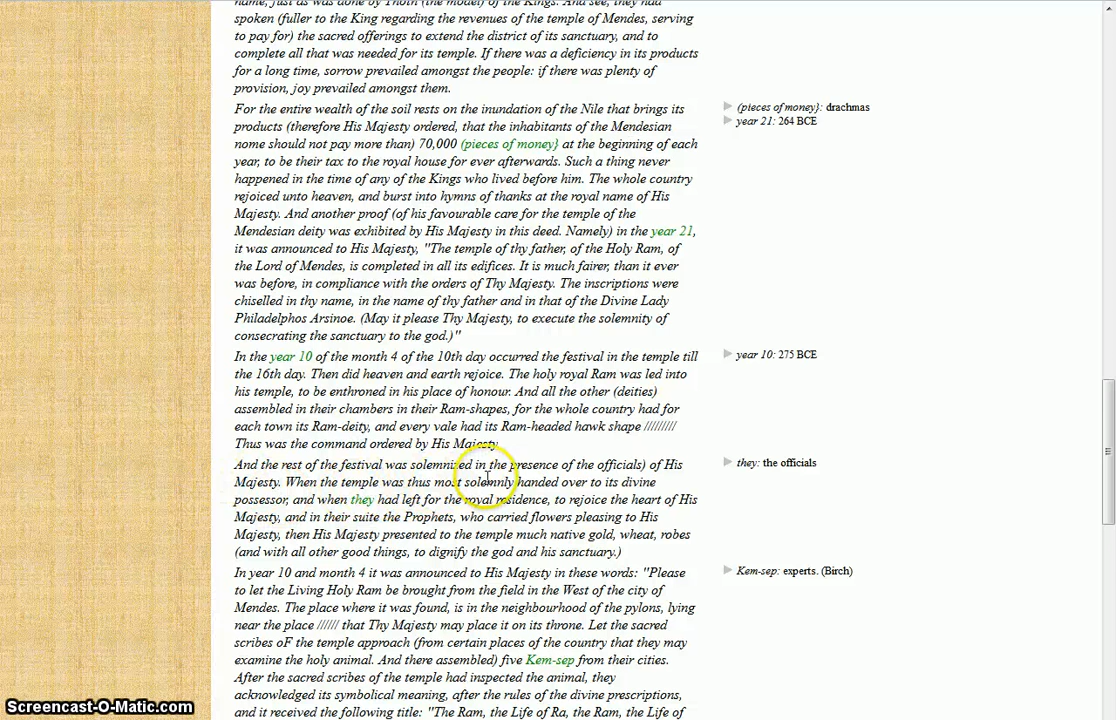 name, just as was done by Thoth (the model) of the Kings. And see, they had
spoken (fuller to the King regarding the revenues of the temple of Mendes, serving
to pay for) the sacred offerings to extend the district of its sanctuary, and to
complete all that was needed for its temple. If there was a deficiency in its products
for a long time, sorrow prevailed amongst the people: if there was plenty of
provision, joy prevailed amongst them.
For the entire wealth of the soil rests on the inundation of the Nile that brings its
products (therefore His Majesty ordered, that the inhabitants of the Mendesian
nome should not pay more than) 70,000 (pieces of money} at the beginning of each
year, to be their tax to the royal house for ever afterwards. Such a thing never
happened in the time of any of the Kings who lived before him. The whole country
rejoiced unto heaven, and burst into hymns of thanks at the royal name of His
Majesty. And another proof (of his favourable care for the temple of the
Mendesian deity was exhibited by His Majesty in this deed. Namely) in the year 21,
it was announced to His Majesty, "The temple of thy father, of the Holy Ram, of
the Lord of Mendes, is completed in all its edifices. It is much fairer, than it ever
was before, in compliance with the orders of Thy Majesty. The inscriptions were
chiselled in thy name, in the name of thy father and in that of the Divine Lady
Philadelphos Arsinoe. (May it please Thy Majesty, to execute the solemnity of
consecrating the sanctuary to the god.)"
(pieces of money}: drachmas
year 21: 264 BCE
In the year 10 of the month 4 of the 10th day occurred the festival in the temple till
the 16th day. Then did heaven and earth rejoice. The holy royal Ram was led into
his temple, to be enthroned in his place of honour. And all the other (deities)
assembled in their chambers in their Ram-shapes, for the whole country had for
each town its Ram-deity, and every vale had its Ram-headed hawk shape /////////
Thus was the command ordered by His Majesty
year 10: 275 BCE
And the rest of the festival was solemnised in the presence of the officials) of His
Majesty. When the temple was thus most solemnly handed over to its divine
possessor, and when they had left for the royal residence, to rejoice the heart of His
Majesty, and in their suite the Prophets, who carried flowers pleasing to His
Majesty, then His Majesty presented to the temple much native gold, wheat, robes
(and with all other good things, to dignify the god and his sanctuary.)
they: the officials
In year 10 and month 4 it was announced to His Majesty in these words: "Please
to let the Living Holy Ram be brought from the field in the West of the city of
Mendes. The place where it was found, is in the neighbourhood of the pylons, lying
near the place ////// that Thy Majesty may place it on its throne. Let the sacred
scribes oF the temple approach (from certain places of the country that they may
examine the holy animal. And there assembled) five Kem-sep from their cities.
After the sacred scribes of the temple had inspected the animal, they
acknowledged its symbolical meaning, after the rules of the divine prescriptions,
and it received the following title: "The Ram, the Life of Ra, the Ram, the Life of
Kem-sep: experts. (Birch)
Screencast-O-Matic.com